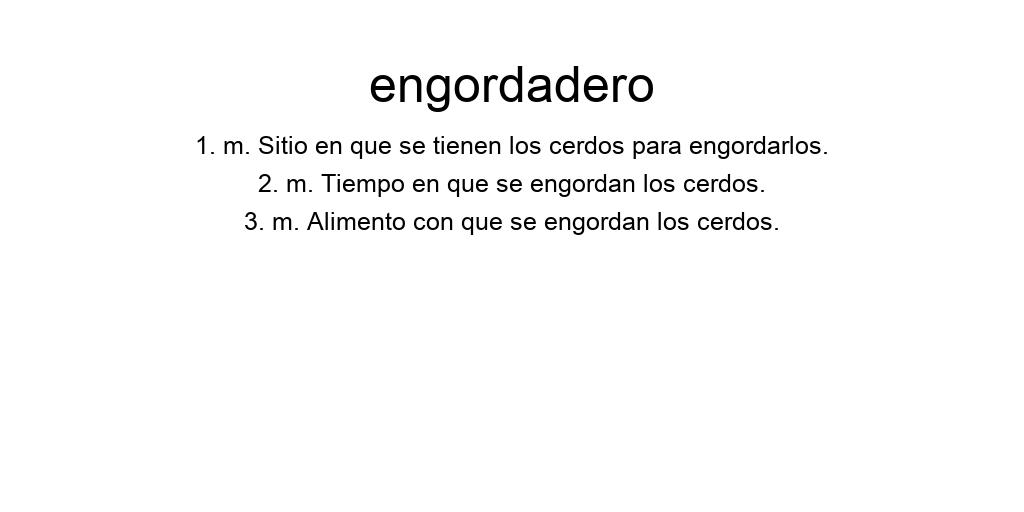 engordadero
1. m. Sitio en que se tienen los cerdos para engordarlos.
2. m. Tiempo en que se engordan los cerdos.
3. m. Alimento con que se engordan los cerdos.